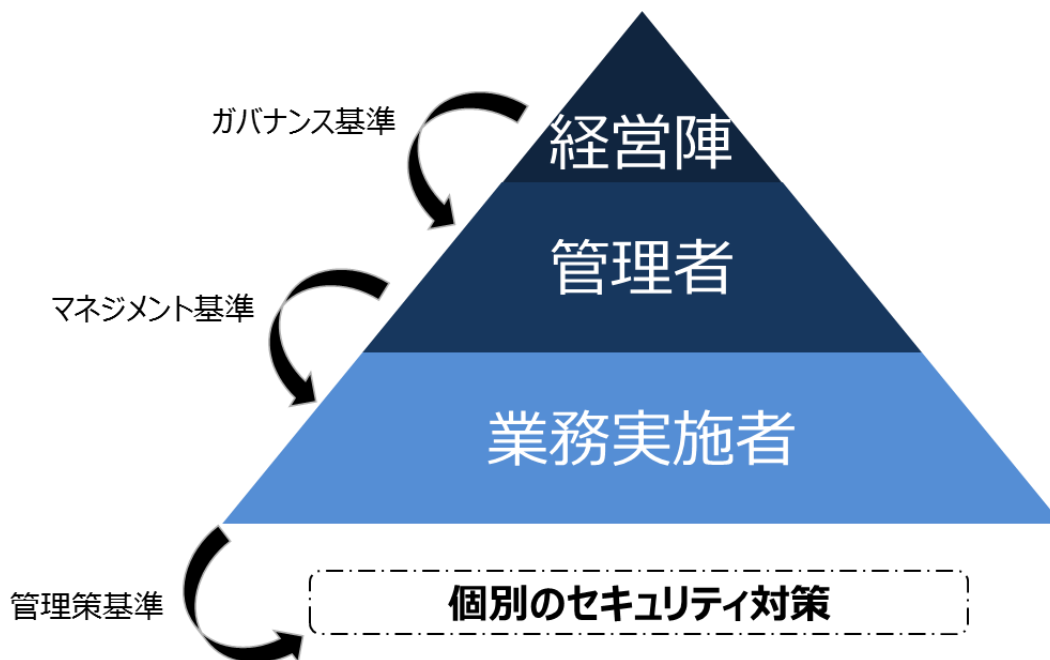 ガバナンス基準
経営陣
管理者
マネジメント基準
業務実施者
管理策基準
個別のセキュリティ対策